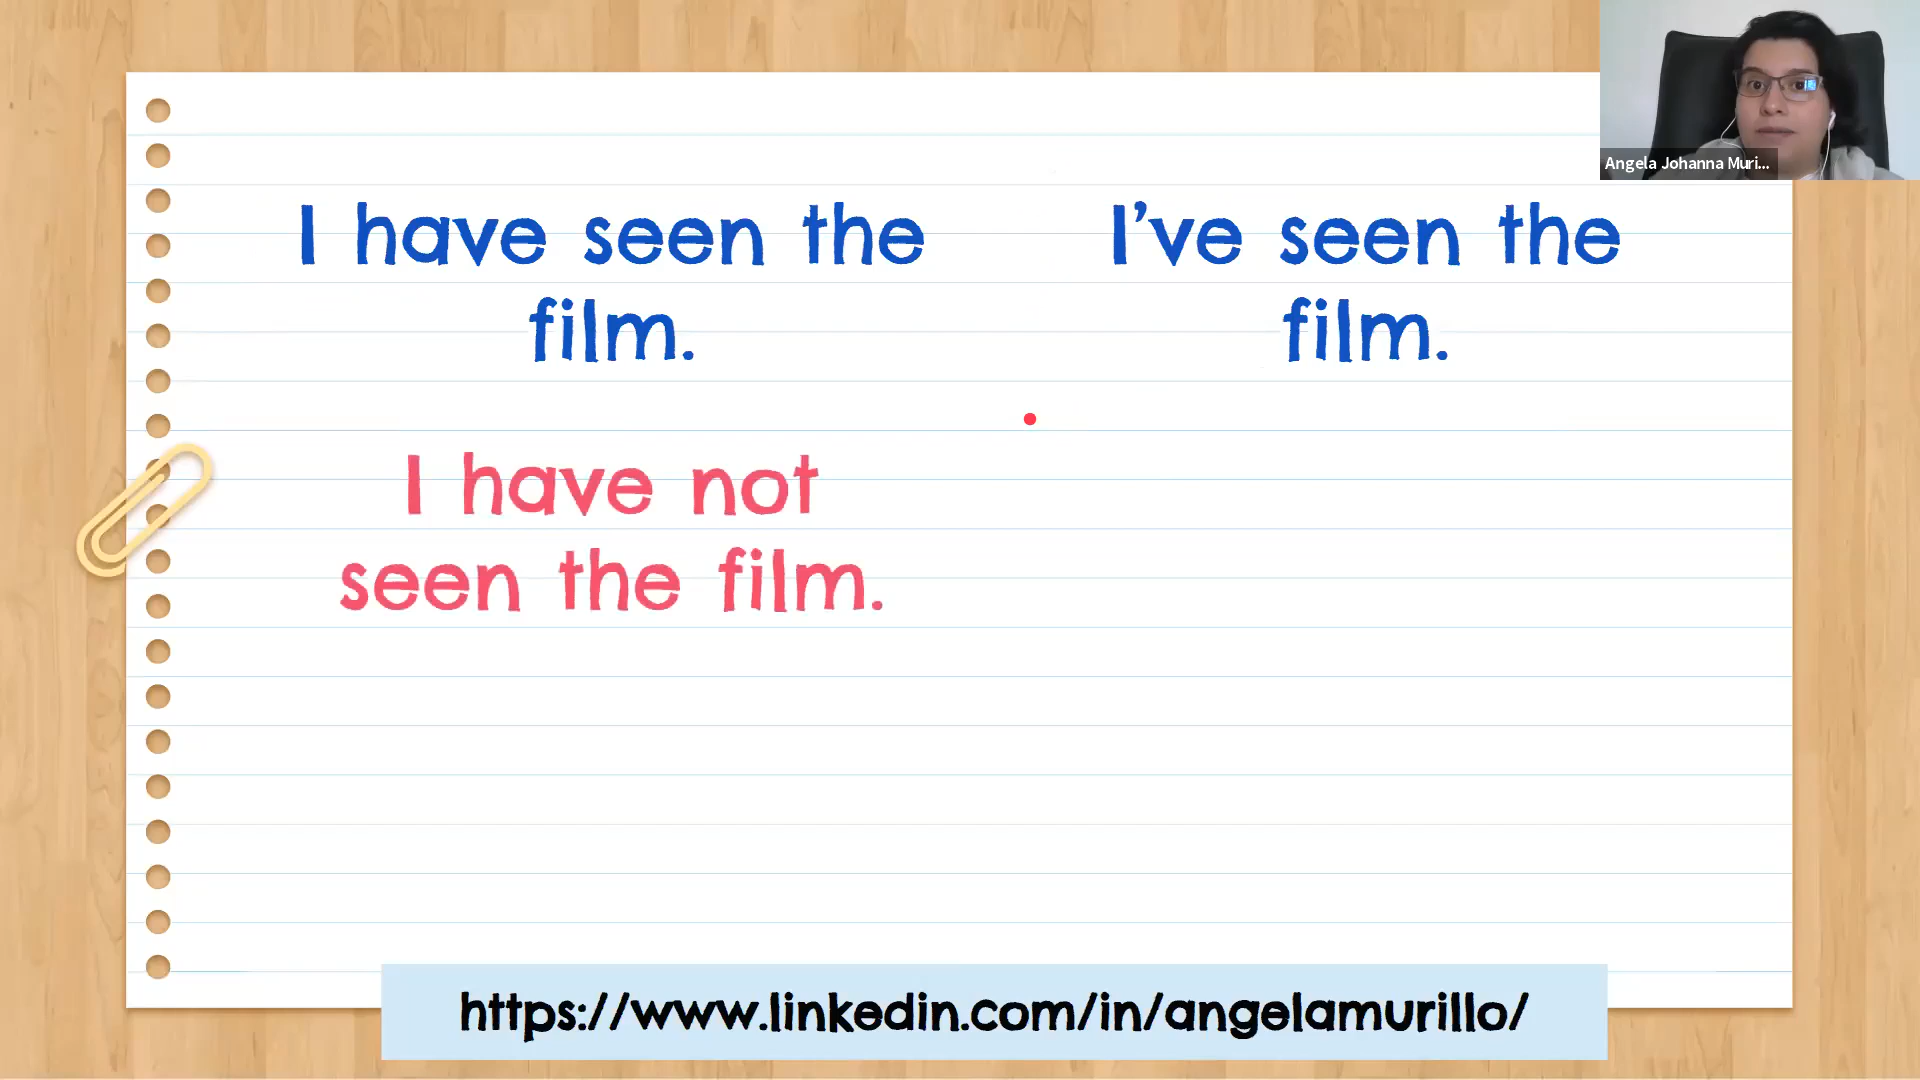 Angela Johanna Muri...
I have seen the
film.
I've seen the
film.
I have not
seen the film.
https://www.linkedin.com/in/angelamurillo/